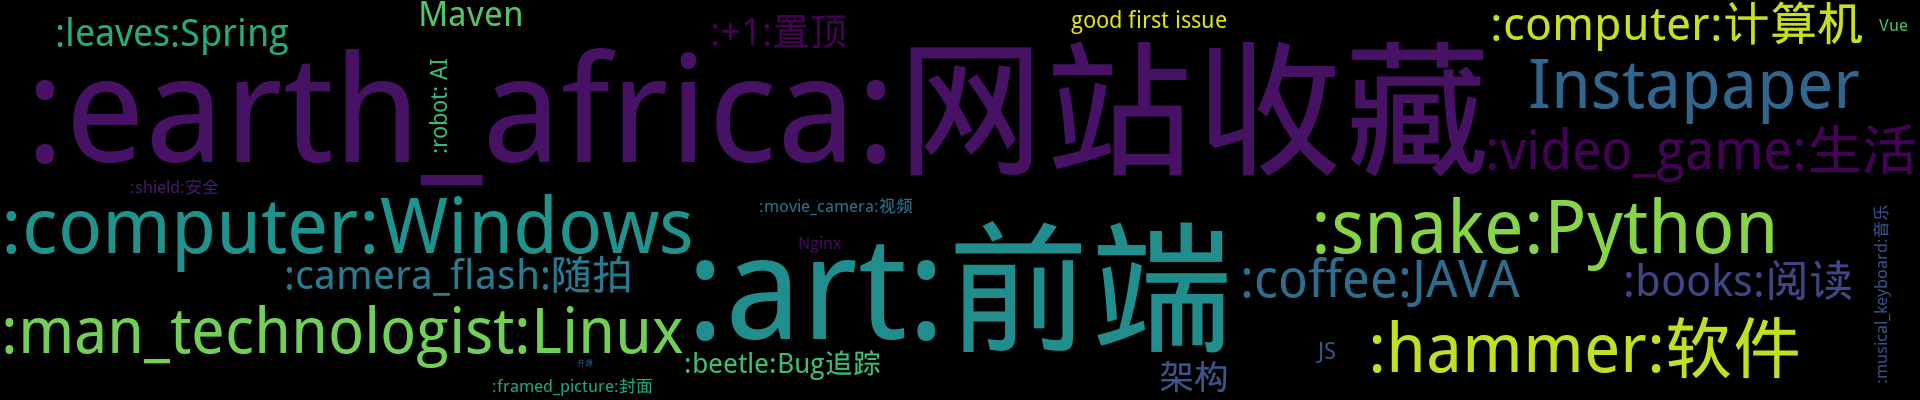 :leaves:Spring
Maven
:+1:置顶
good first issue
:computer:计算机
Vue
:earth_africa:网站收藏
:robot: AI
Instapaper
:video_game:生活
:shield:安全
:computer:Windows
:movie_camera:视频
Nginx
:snake:Python
:musical_keyboard:音乐
:camera_flash:随拍
:art:前端
:coffee:JAVA
:books:阅读
:man_technologist:Linux
:beetle:Bug追踪
开源
:framed_picture:封面
架构
JS
:hammer:软件